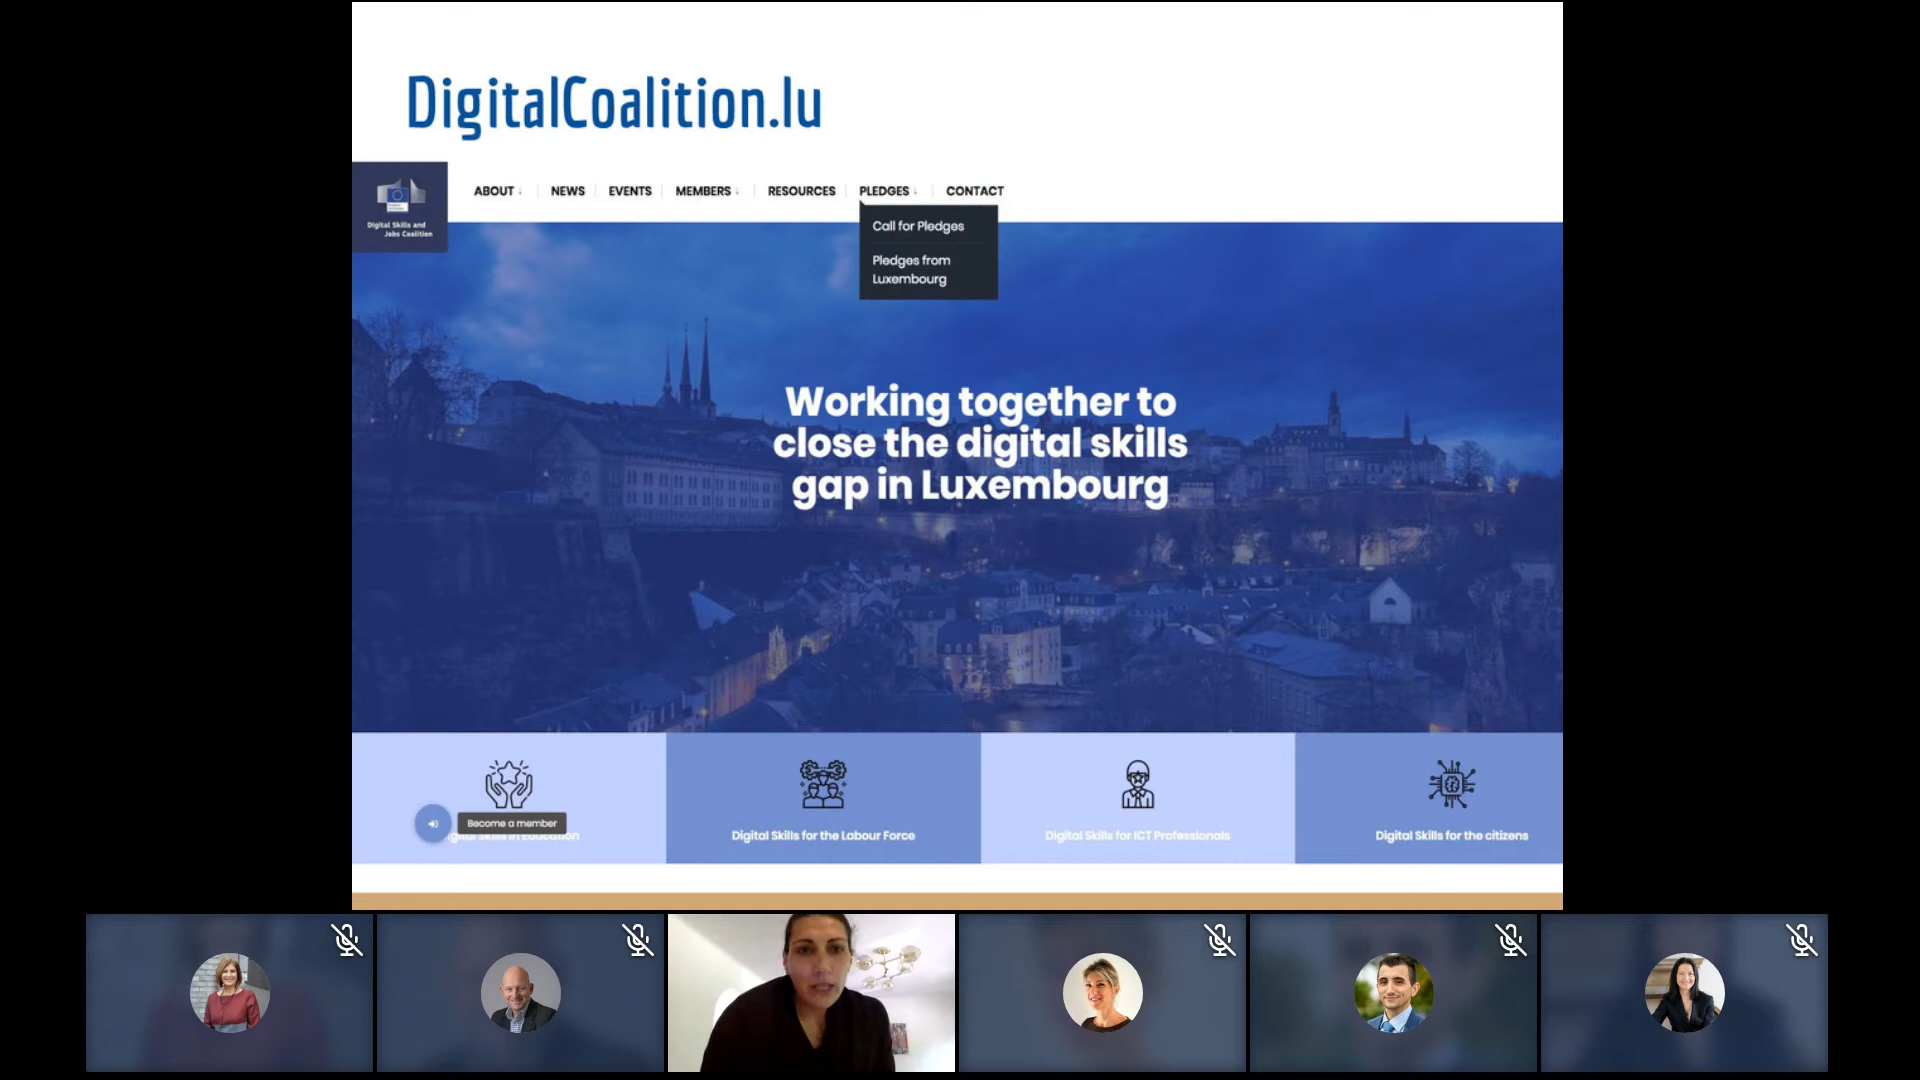 DigitalCoalition.lu
ABOUT NEWS EVENTS MEMBERS RESOURCES PLEDGES CONTACT
Digital Skills and
Jobs Coalition
Call for Pledges
Pledges from
Luxembourg
Working together to
close the digital skills
gap in Luxembourg
Become a member
Digital Skills for the Labour Force
Digital Skills for ICT Professionals
Digital Skills for the citizens